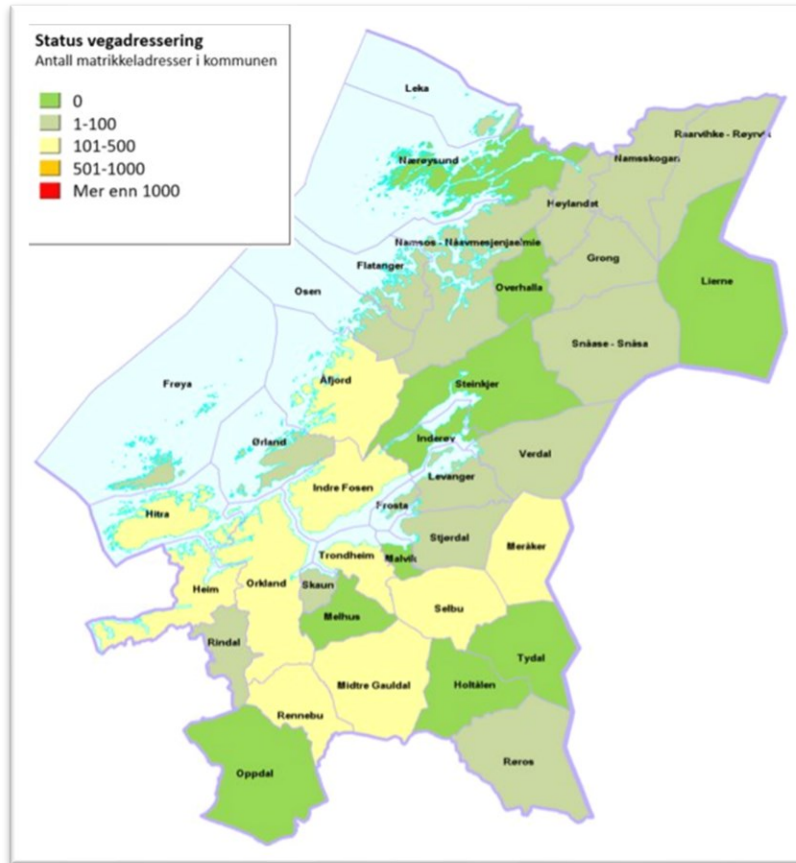 Status vegadressering
Antall matrikkeladresser i kommunen
0
1-100
101-500
501-1000
Mer enn 1000
Leka
Raarvihke - Røyrvi
Namsskogan
Nærøysund
Høylandet
Namsos - Nåavmesjenjaelmie
Grong
Flatanger
Lierne
Overhalla
Osen
Snåase - Snåsa
Åfjord
Steinkjer
Frøya
Inderøy
Ørland
Verdal
Levanger
Indre Fosen
Frosta
Hitra
Stjørdal
Meråker
Trondheim
Malvik
Orkland
Skaun
Heim
Selbu
Melhus
Rindal
Tydal
Midtre Gauldal
Holtålen
Rennebu
Røros
Oppdal